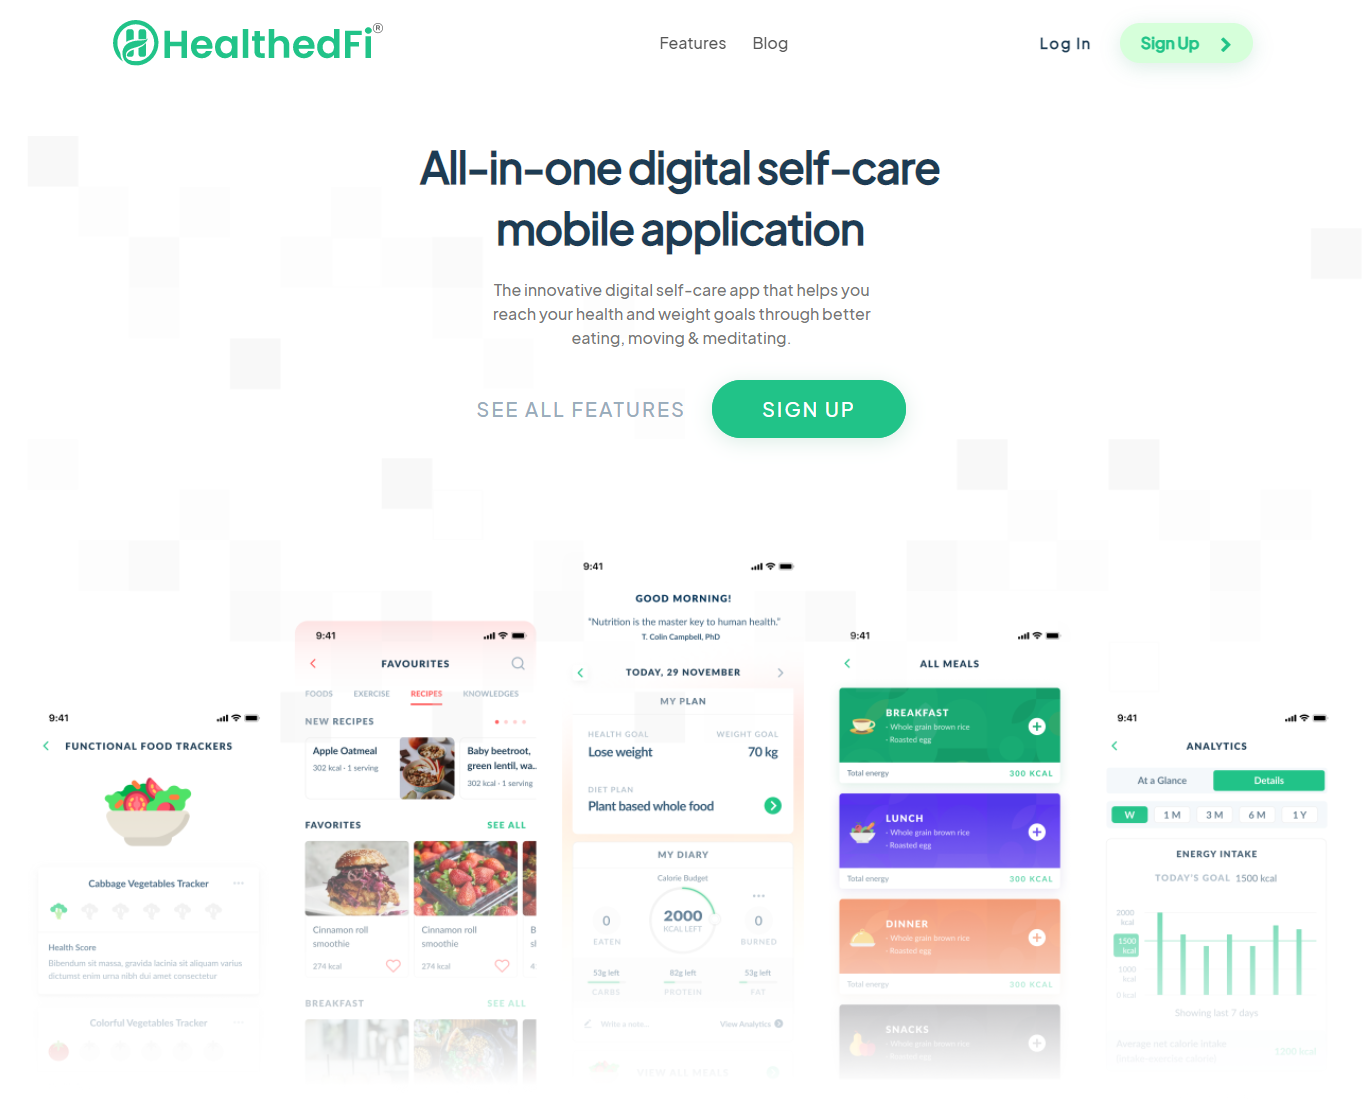 HealthedFi®
Features
Blog
Log In
Sign Up
All-in-one digital self-care
mobile application
The innovative digital self-care app that helps you
reach your health and weight goals through better
eating, moving & meditating.
SEE ALL FEATURES
SIGN UP
9:41
FUNCTIONAL FOOD TRACKERS
Cabbage Vegetables Tracker
Health Score
Bibendum sit massa, gravida lacinia sit aliquam varius
dictumst enim urna nibh dui amet consectetur
Colorful Vegetables Tracker
9:41
FAVOURITES
FOODS
EXERCISE
RECIPES
KNOWLEDGES
NEW RECIPES
Apple Oatmeal
302 kcal · 1 serving
Baby beetroot,
green lentil, wa..
302 kcal · 1 serving
FAVORITES
SEE ALL
Cinnamon roll
smoothie
274 kcal
Cinnamon roll
smoothie
274 kcal
B
sl
4
BREAKFAST
SEE ALL
9:41
GOOD MORNING!
"Nutrition is the master key to human health."
T. Colin Campbell, PhD
TODAY, 29 NOVEMBER
MY PLAN
HEALTH GOAL
WEIGHT GOAL
Lose weight
70 kg
DIET PLAN
Plant based whole food
MY DIARY
Calorie Budget
0
EATEN
2000
KCAL LEFT
0
BURNED
53g left
CARBS
82g left
PROTEIN
53g left
FAT
Write a note...
View Analytics
VIEW ALL MEALS
9:41
ALL MEALS
BREAKFAST
- Whole grain brown rice
- Roasted egg
Total energy
300 KCAL
LUNCH
- Whole grain brown rice
- Roasted egg
Total energy
300 KCAL
DINNER
- Whole grain brown rice
- Roasted egg
Total energy
300 KCAL
SNACKS
- Whole grain brown rice
- Roasted egg
9:41
ANALYTICS
At a Glance
Details
W
1 M
3 M
6 M
1 Y
ENERGY INTAKE
TODAY'S GOAL 1500 kcal
2000
kcal
1500
kcal
1000
kcal
0 kcal
Showing last 7 days
Average net calorie intake
(intake-exercise calorie)
1200 kcal